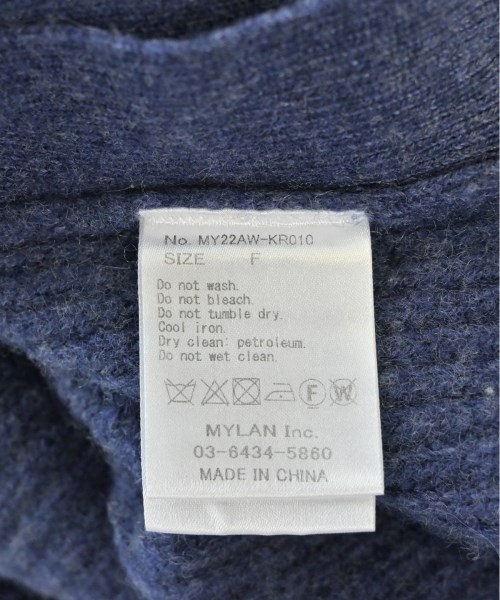 No. MY22AW-KR010
SIZE F
Do not wash.
Do not bleach.
Do not tumble dry.
Cool iron.
Dry clean: petroleum.
Do not wet clean.
F W
MYLAN Inc.
03-6434-5860
MADE IN CHINA